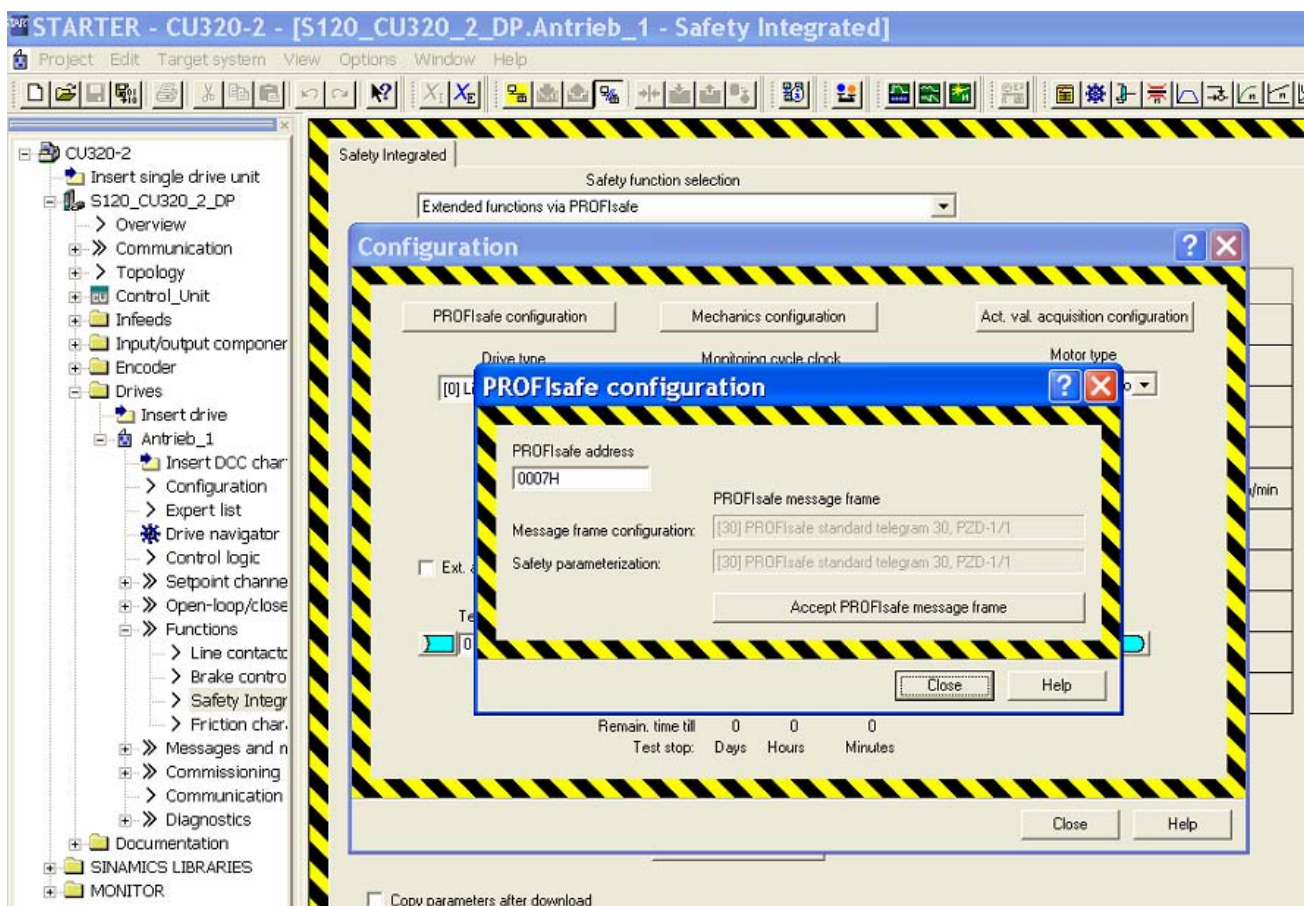 STARTER - CU320-2 - [S120_CU320_2_DP.Antrieb_1 - Safety Integrated]
Project Edit Target system View Options Window Help
CU320-2
Insert single drive unit
S120_CU320_2_DP
Overview
Communication
Topology
Control_Unit
Infeeds
Input/output componer
Encoder
Drives
Insert drive
Antrieb_1
Insert DCC char
Configuration
Expert list
Drive navigator
Control logic
Setpoint channe
Open-loop/close
Functions
Line contacto
Brake contro
Safety Integr
Friction char
Messages and n
Commissioning
Communication
Diagnostics
Documentation
SINAMICS LIBRARIES
MONITOR
Safety Integrated
Safety function selection
Extended functions via PROFIsafe
Configuration
PROFIsafe configuration Mechanics configuration Act. val. acquisition configuration
Drive type Monitoring cycle clock Motor type
[0] Li
PROFIsafe configuration
PROFIsafe address
0007H
PROFIsafe message frame
Message frame configuration: [30] PROFIsafe standard telegram 30, PZD-1/1
Safety parameterization: [30] PROFIsafe standard telegram 30, PZD-1/1
Accept PROFIsafe message frame
Close Help
/min
Ext. a
Te
0
Remain. time till 0 0 0
Test stop: Days Hours Minutes
Close Help
Copy parameters after download